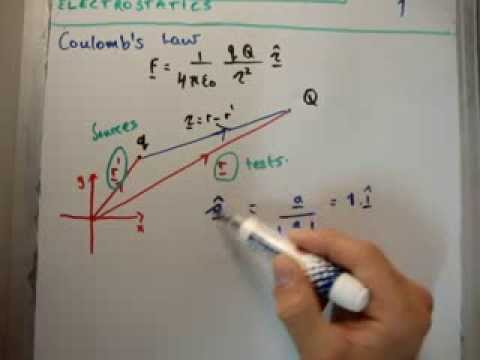 ELECTROSTATICS 1
Coulomb's Law
F = 1/4πε₀ qQ/𝓇² 𝓇̂
Sources
q
Q
𝓇 = r - r'
r'
r
tests.
y
x
â = a/|a| = 1.î